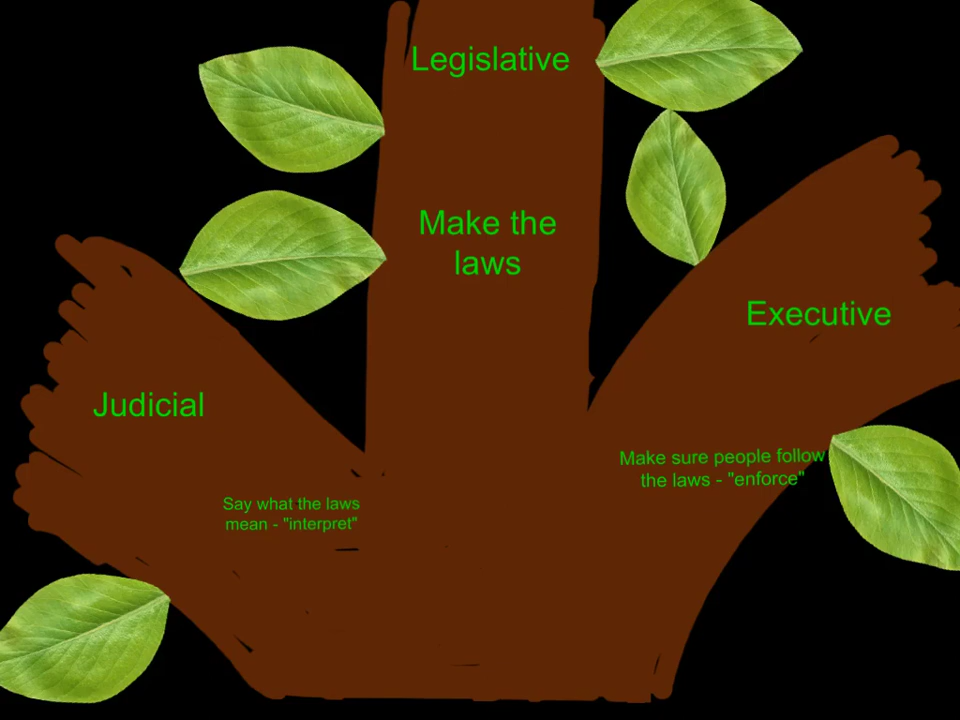 Legislative
Make the
laws
Executive
Judicial
Make sure people follow
the laws - "enforce"
Say what the laws
mean - "interpret"